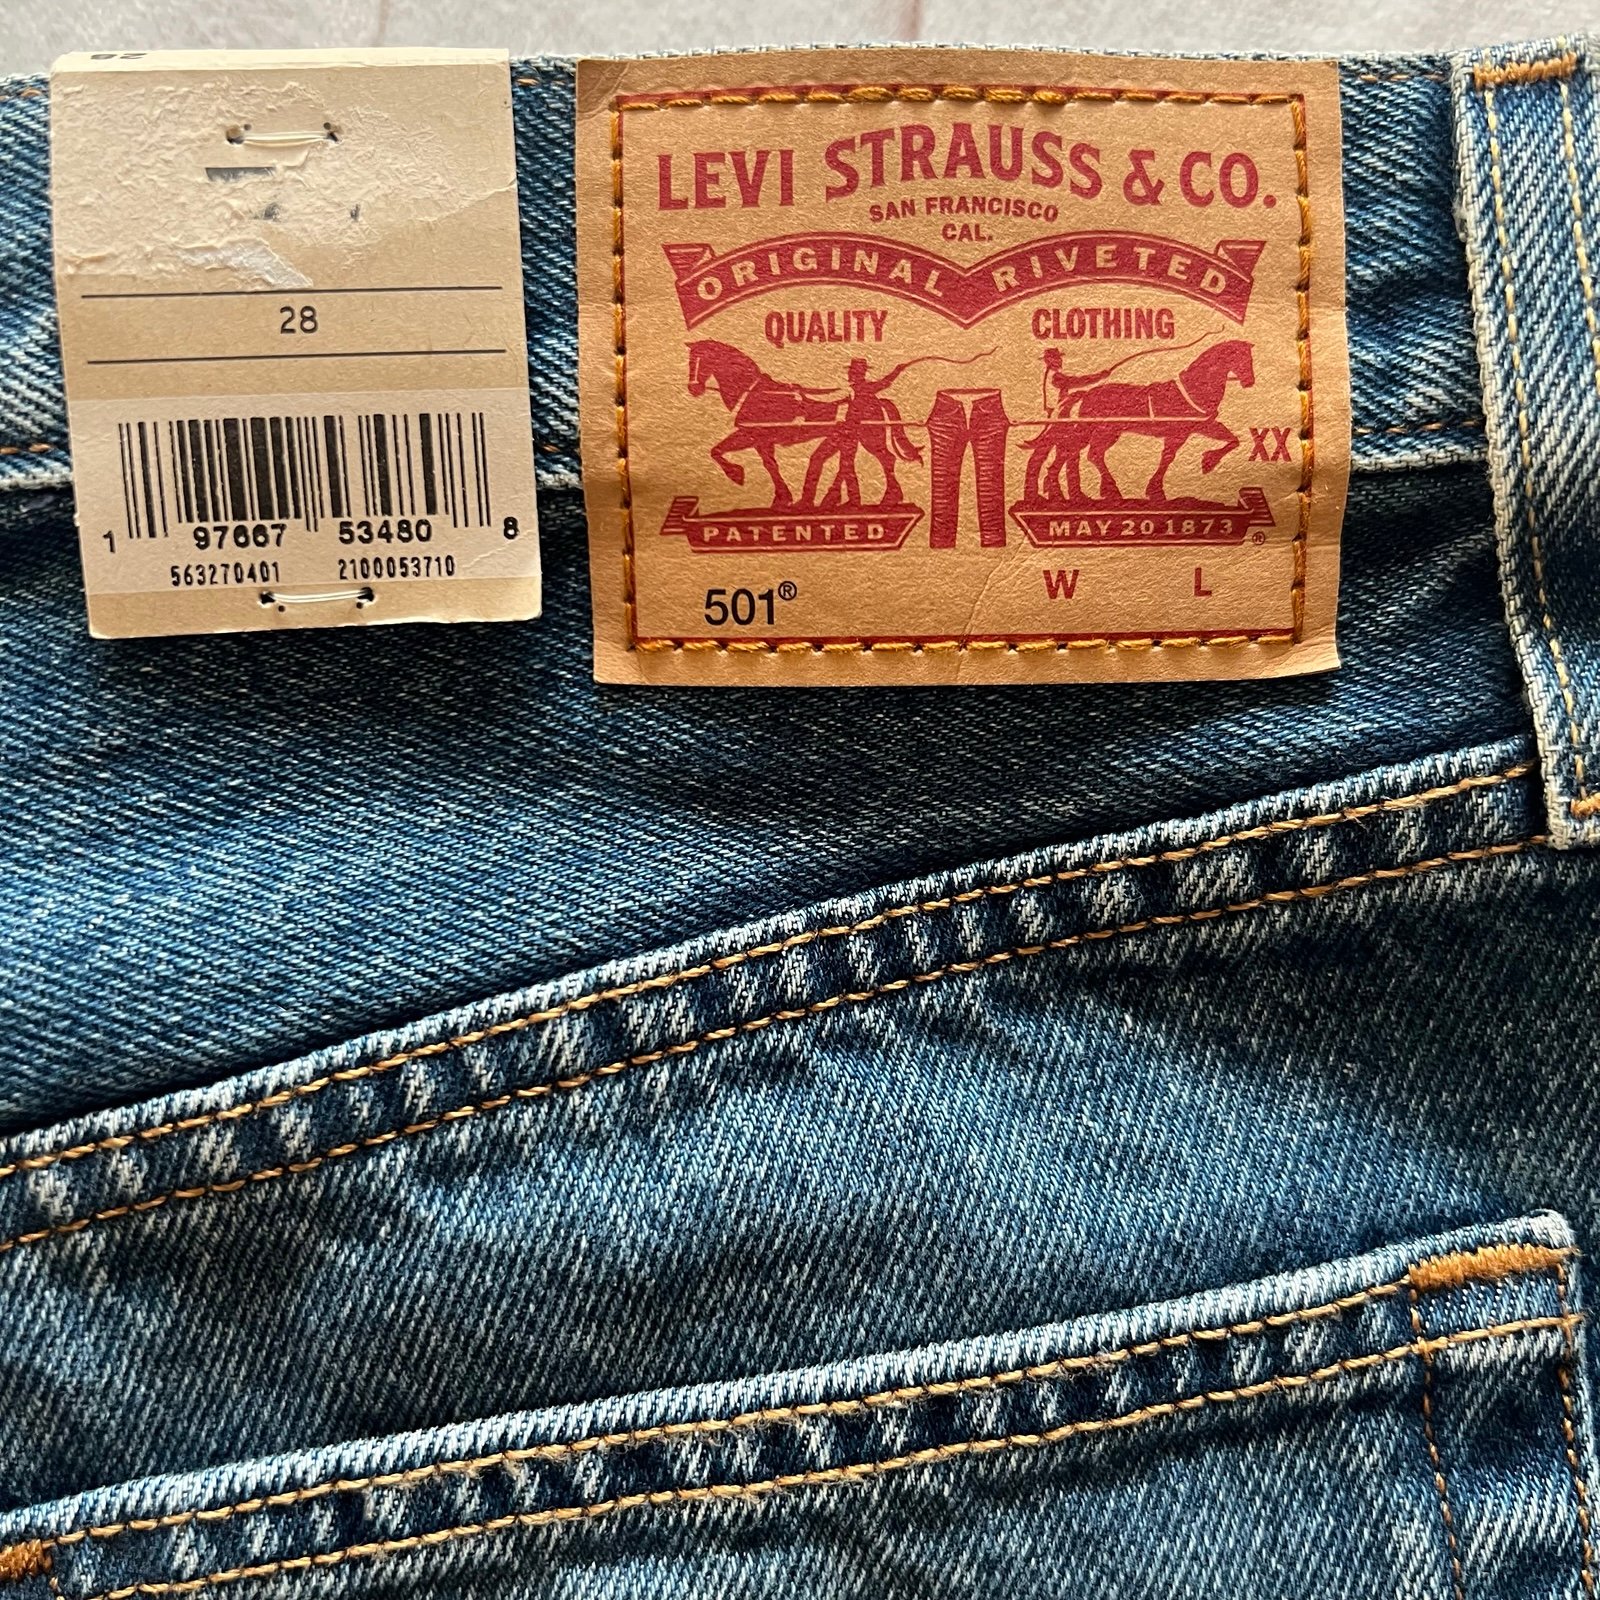 28
1 97667 53480 8
563270401 2100053710
LEVI STRAUSS & CO.
SAN FRANCISCO
CAL.
ORIGINAL RIVETED
QUALITY CLOTHING
XX
PATENTED MAY 20 1873 ®
W L
501®